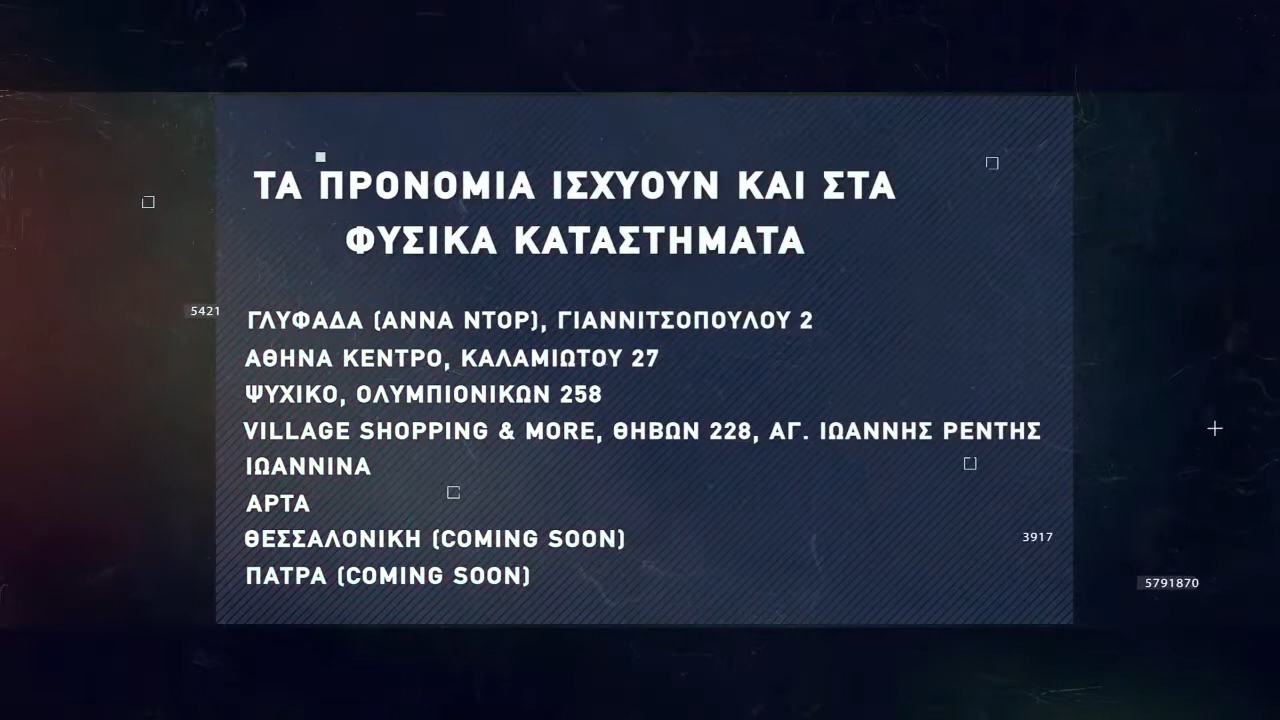 ΤΑ ΠΡΟΝΟΜΙΑ ΙΣΧΥΟΥΝ ΚΑΙ ΣΤΑ
ΦΥΣΙΚΑ ΚΑΤΑΣΤΗΜΑΤΑ
5421
ΓΛΥΦΑΔΑ (ΑΝΝΑ ΝΤΟΡ), ΓΙΑΝΝΙΤΣΟΠΟΥΛΟΥ 2
ΑΘΗΝΑ ΚΕΝΤΡΟ, ΚΑΛΑΜΙΩΤΟΥ 27
ΨΥΧΙΚΟ, ΟΛΥΜΠΙΟΝΙΚΩΝ 258
VILLAGE SHOPPING & MORE, ΘΗΒΩΝ 228, ΑΓ. ΙΩΑΝΝΗΣ ΡΕΝΤΗΣ
ΙΩΑΝΝΙΝΑ
ΑΡΤΑ
ΘΕΣΣΑΛΟΝΙΚΗ (COMING SOON)
3917
ΠΑΤΡΑ (COMING SOON)
5791870